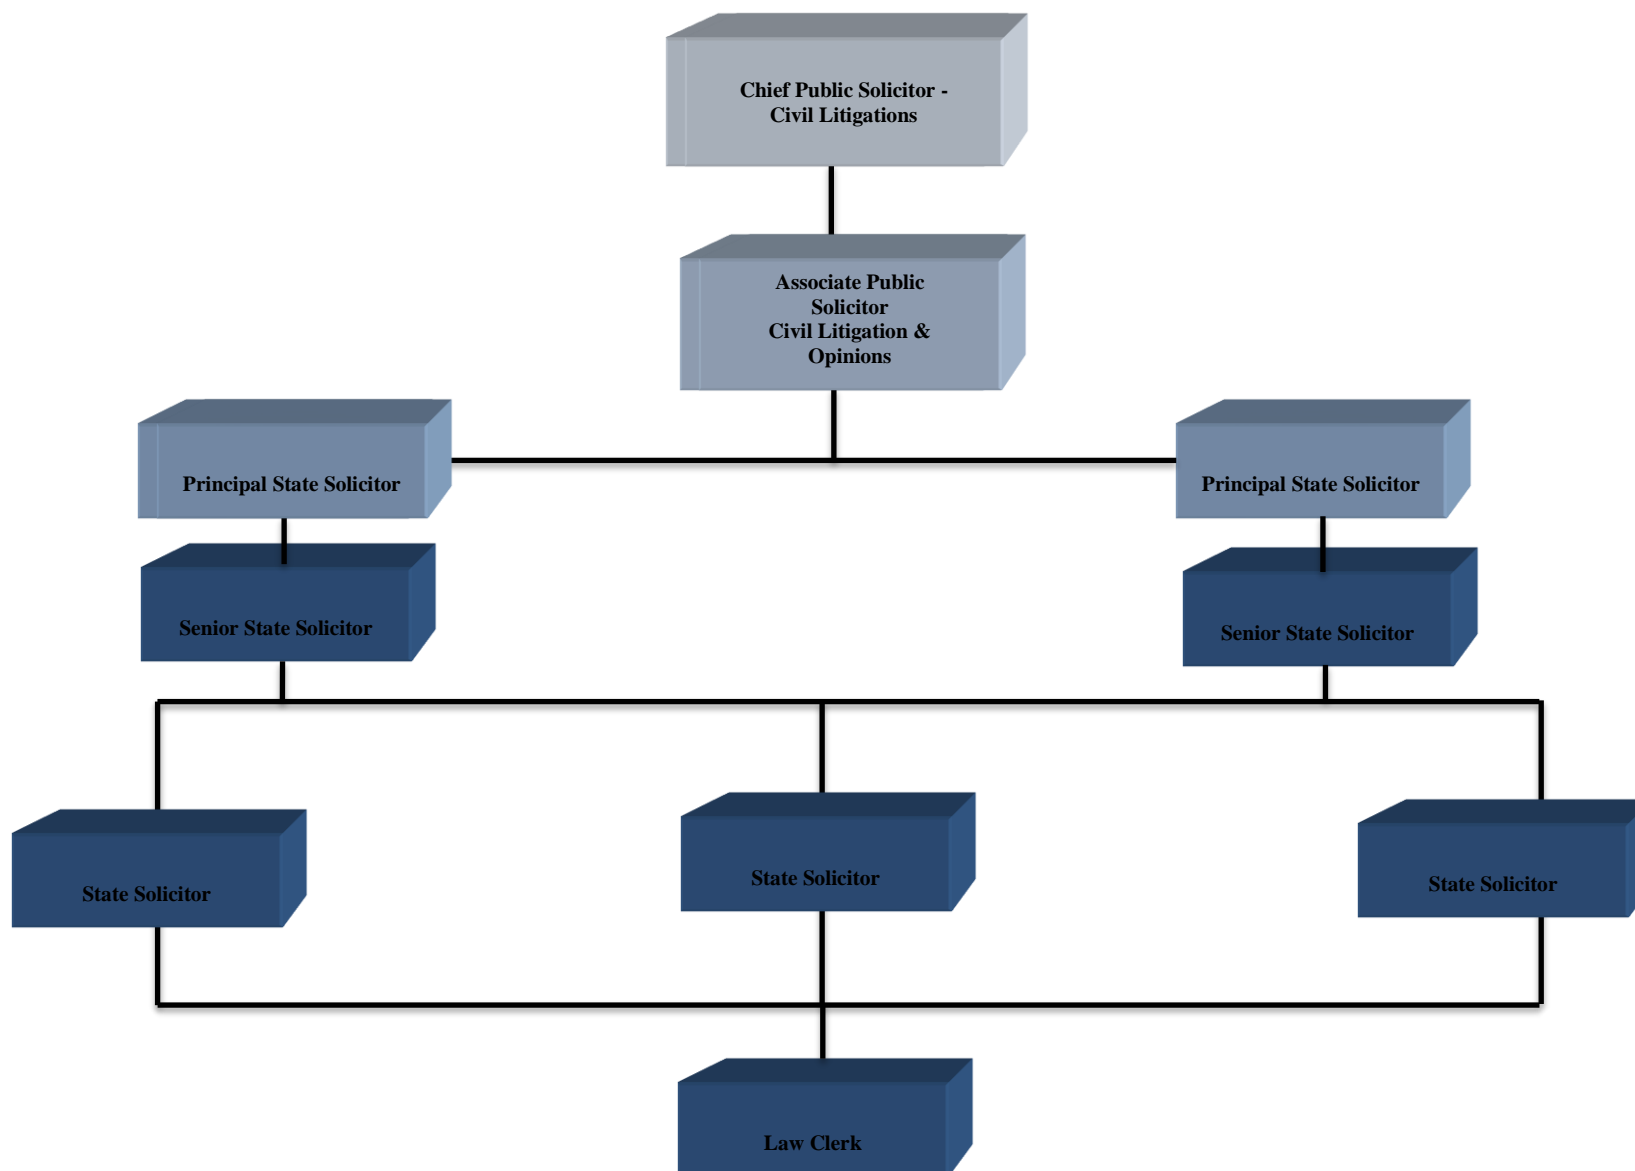 Chief Public Solicitor -
Civil Litigations
Associate Public
Solicitor
Civil Litigation &
Opinions
Principal State Solicitor
Principal State Solicitor
Senior State Solicitor
Senior State Solicitor
State Solicitor
State Solicitor
State Solicitor
Law Clerk